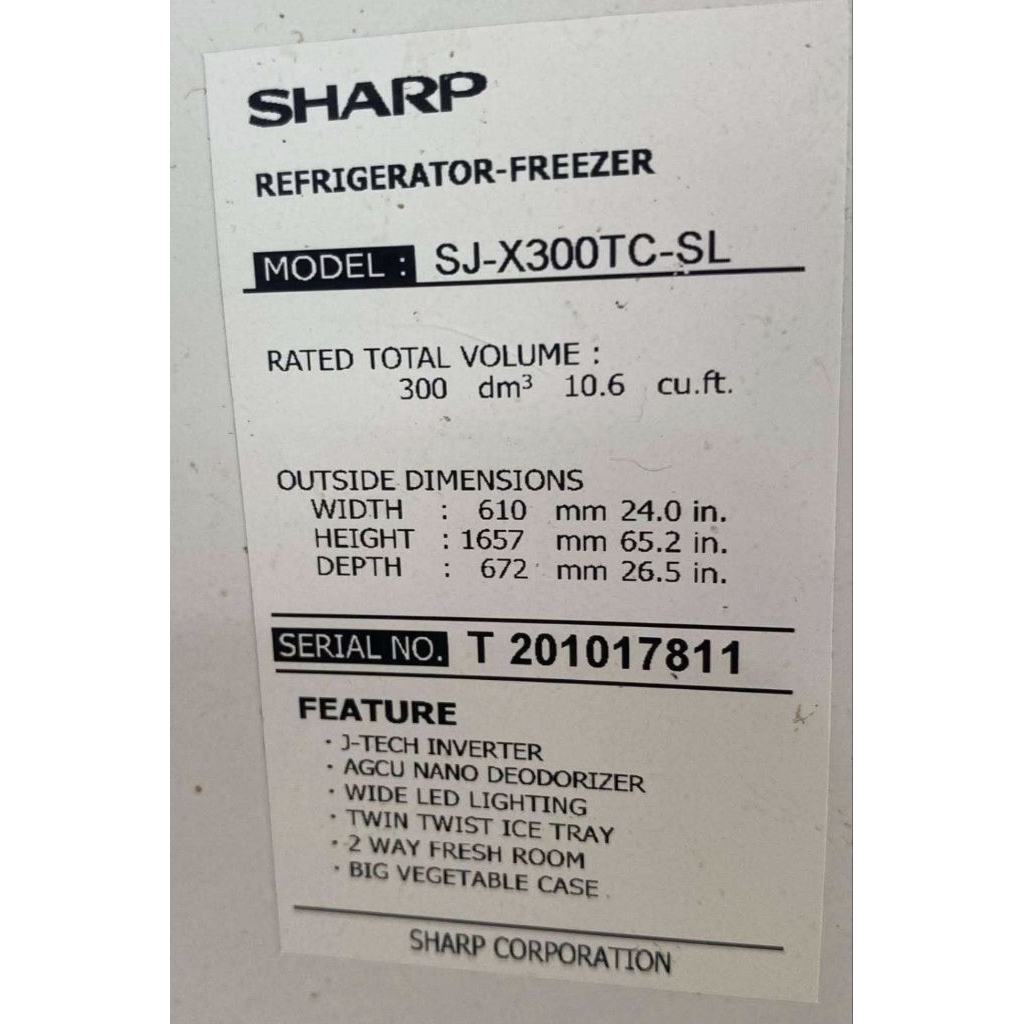 SHARP
REFRIGERATOR-FREEZER
MODEL : SJ-X300TC-SL
RATED TOTAL VOLUME :
300 dm³ 10.6 cu.ft.
OUTSIDE DIMENSIONS
WIDTH : 610 mm 24.0 in.
HEIGHT : 1657 mm 65.2 in.
DEPTH : 672 mm 26.5 in.
SERIAL NO. T 201017811
FEATURE
· J-TECH INVERTER
· AGCU NANO DEODORIZER
· WIDE LED LIGHTING
· TWIN TWIST ICE TRAY
· 2 WAY FRESH ROOM
· BIG VEGETABLE CASE
SHARP CORPORATION